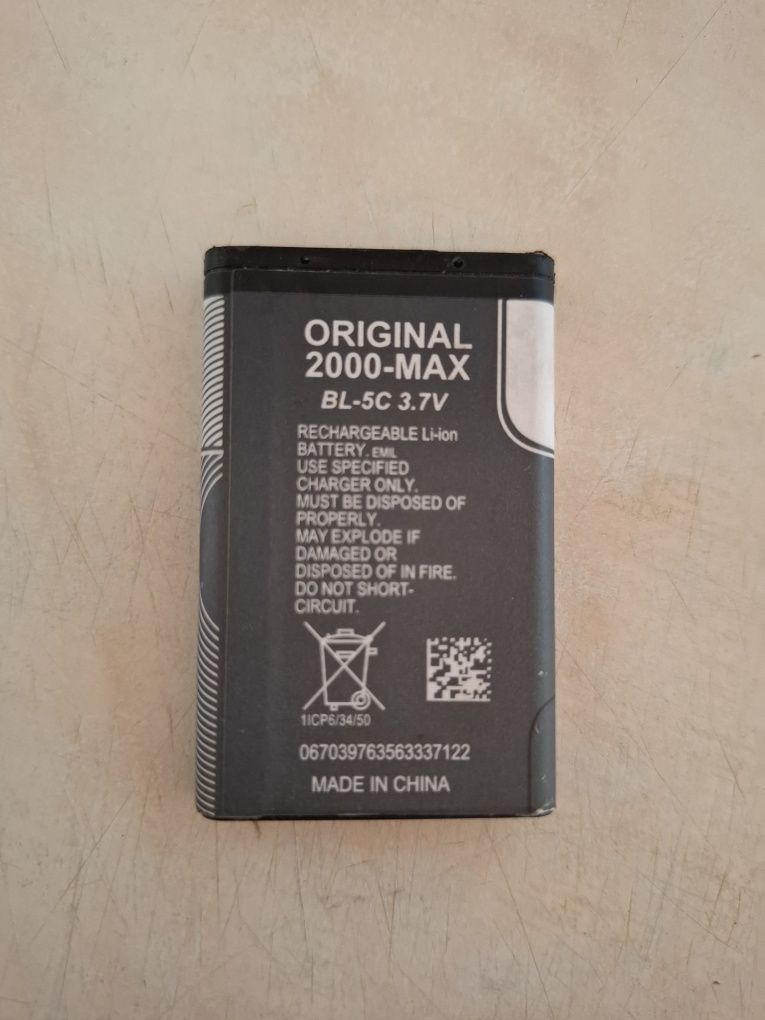 ORIGINAL
2000-MAX
BL-5C 3.7V
RECHARGEABLE Li-ion
BATTERY. EMIL
USE SPECIFIED
CHARGER ONLY.
MUST BE DISPOSED OF
PROPERLY.
MAY EXPLODE IF
DAMAGED OR
DISPOSED OF IN FIRE.
DO NOT SHORT-
CIRCUIT.
1ICP6/34/50
0670397635633​37122
MADE IN CHINA